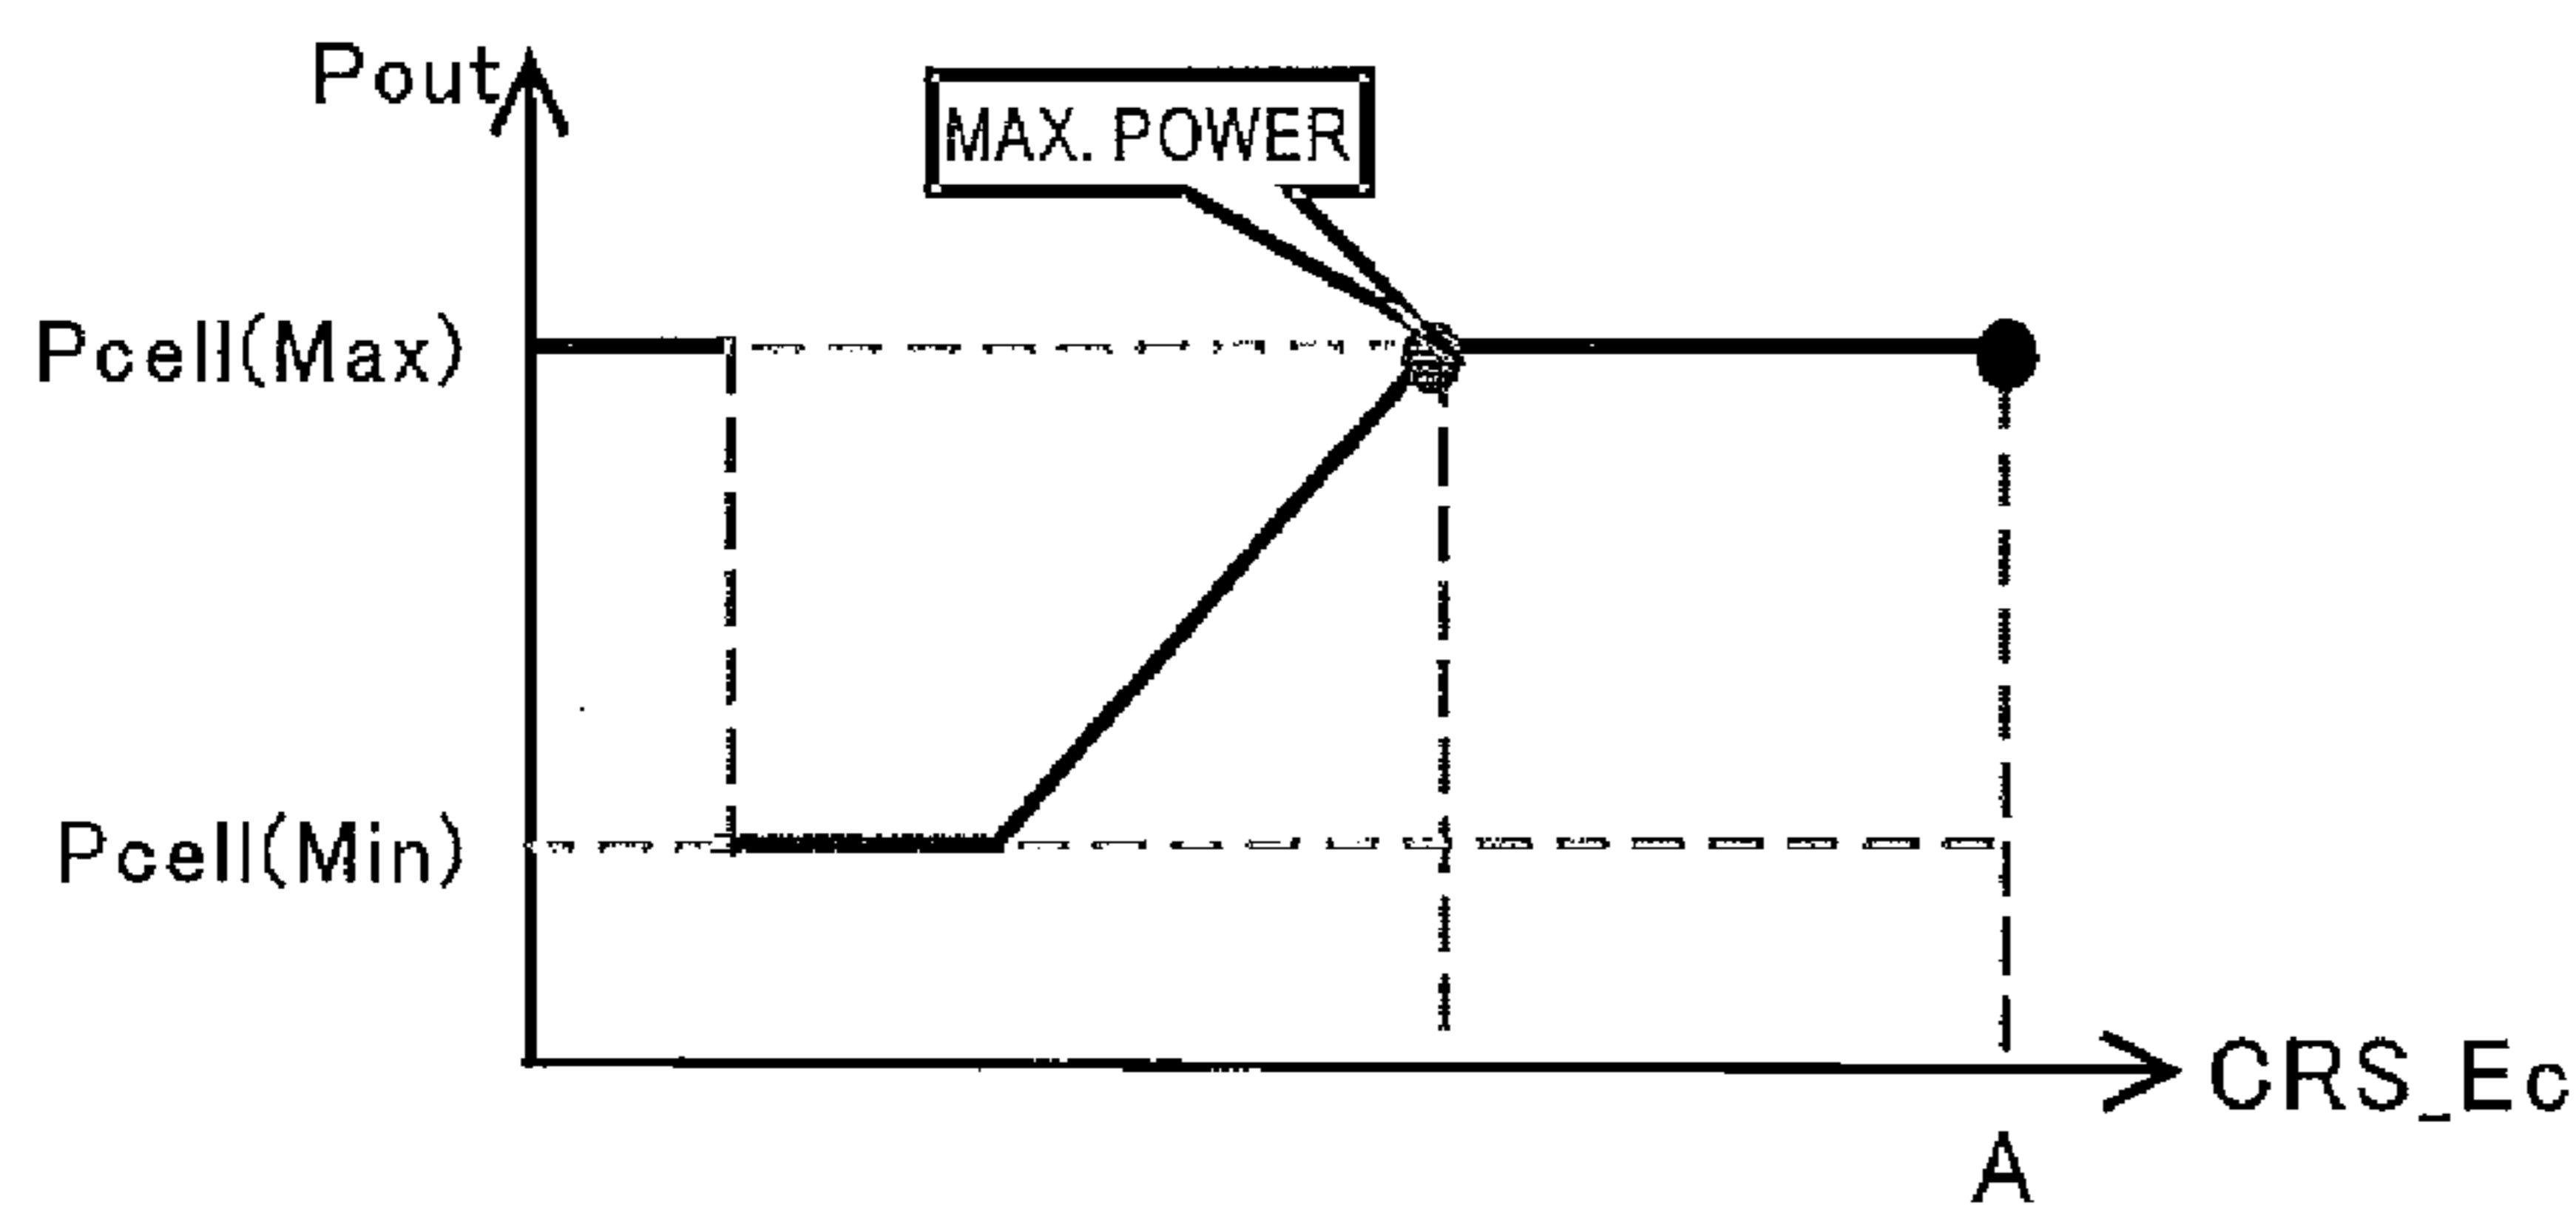 Pout
MAX. POWER
Pcell(Max)
Pcell(Min)
CRS_Ec
A